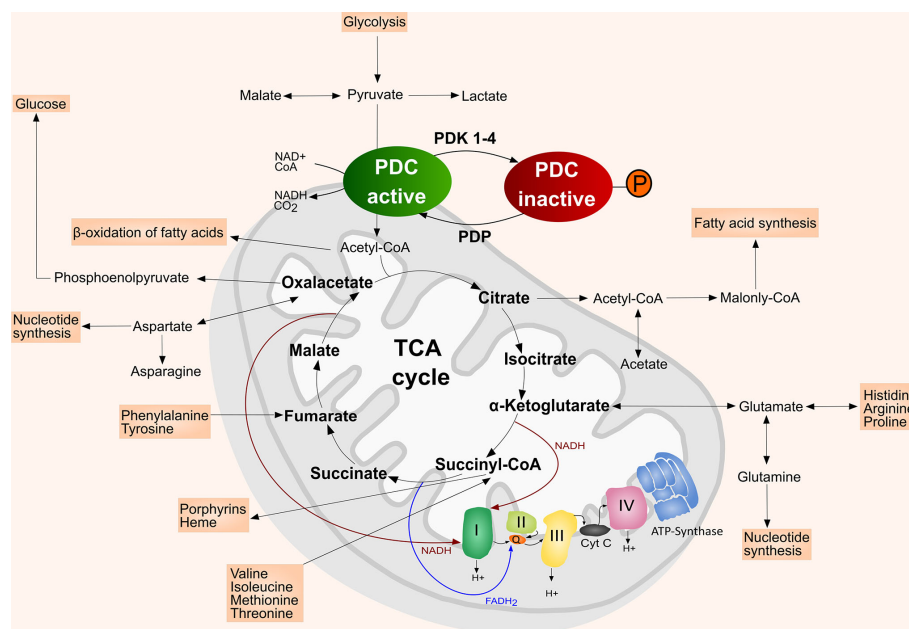 Glycolysis
Malate
Pyruvate
Lactate
Glucose
PDK 1-4
NAD+
CoA
NADH
CO2
PDC
active
PDC
inactive
P
PDP
β-oxidation of fatty acids
Acetyl-CoA
Fatty acid synthesis
Phosphoenolpyruvate
Oxalacetate
Citrate
Acetyl-CoA
Malonly-CoA
Nucleotide
synthesis
Aspartate
Asparagine
Malate
TCA
cycle
Isocitrate
Acetate
α-Ketoglutarate
Glutamate
Histidin
Arginine
Proline
Phenylalanine
Tyrosine
Fumarate
NADH
Succinate
Succinyl-CoA
Glutamine
Porphyrins
Heme
Nucleotide
synthesis
I
II
Q
III
Cyt C
IV
ATP-Synthase
NADH
H+
H+
H+
FADH2
Valine
Isoleucine
Methionine
Threonine